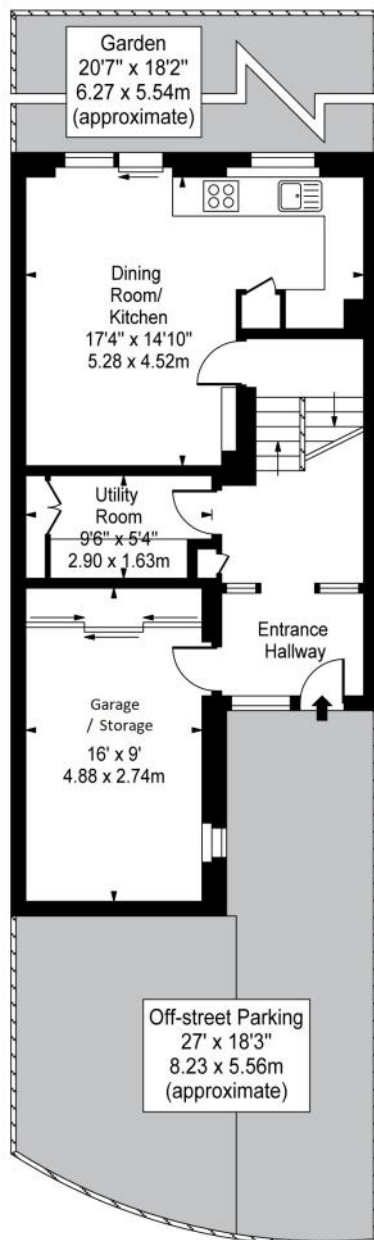 Garden
20'7" x 18'2"
6.27 x 5.54m
(approximate)
Dining
Room/
Kitchen
17'4" x 14'10"
5.28 x 4.52m
Utility
Room
9'6" x 5'4"
2.90 x 1.63m
Entrance
Hallway
Garage
/ Storage
16' x 9'
4.88 x 2.74m
Off-street Parking
27' x 18'3"
8.23 x 5.56m
(approximate)